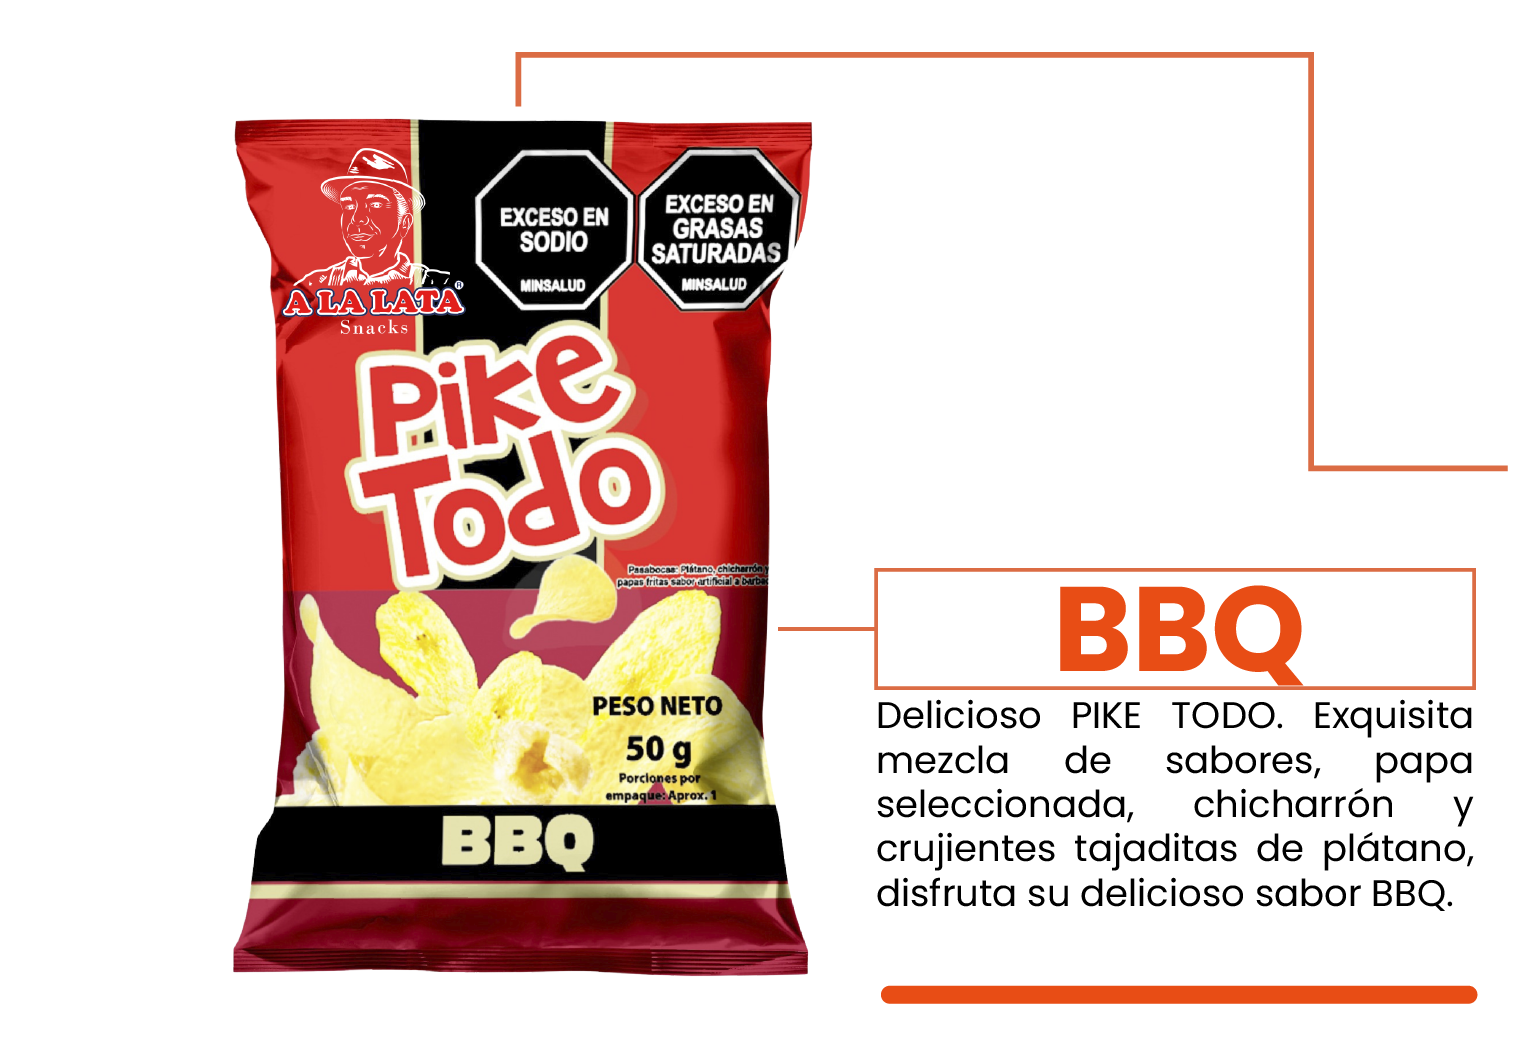 EXCESO EN
SODIO
MINSALUD
EXCESO EN
GRASAS
SATURADAS
MINSALUD
A LA LATA®
Snacks
Pike
Todo
Pasabocas: Plátano, chicharrón y
papas fritas sabor artificial a
PESO NETO
50 g
Porciones por
empaque: Aprox. 1
BBQ
BBQ
Delicioso PIKE TODO. Exquisita
mezcla de sabores, papa
seleccionada, chicharrón y
crujientes tajaditas de plátano,
disfruta su delicioso sabor BBQ.